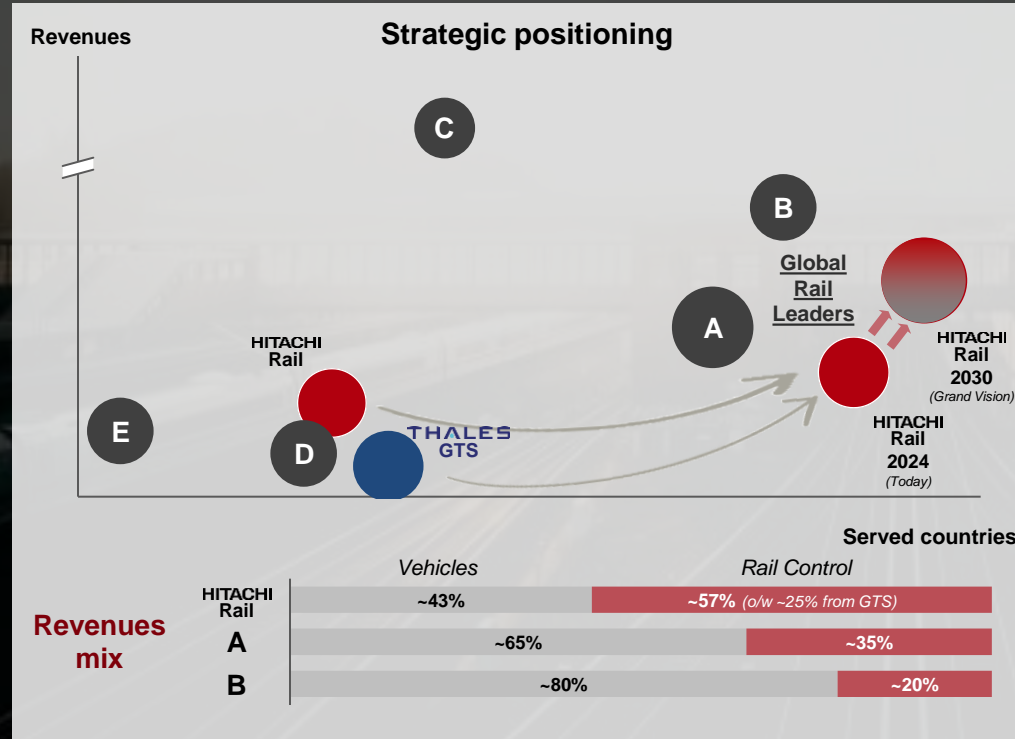 Strategic positioning
Revenues
C
B
Global
Rail
Leaders
A
HITACHI
Rail
2030
(Grand Vision)
HITACHI
Rail
E
D
THALES
GTS
HITACHI
Rail
2024
(Today)
Served countries
Vehicles
Rail Control
Revenues
mix
HITACHI
Rail
~43%
~57% (o/w ~25% from GTS)
A
~65%
~35%
B
~80%
~20%